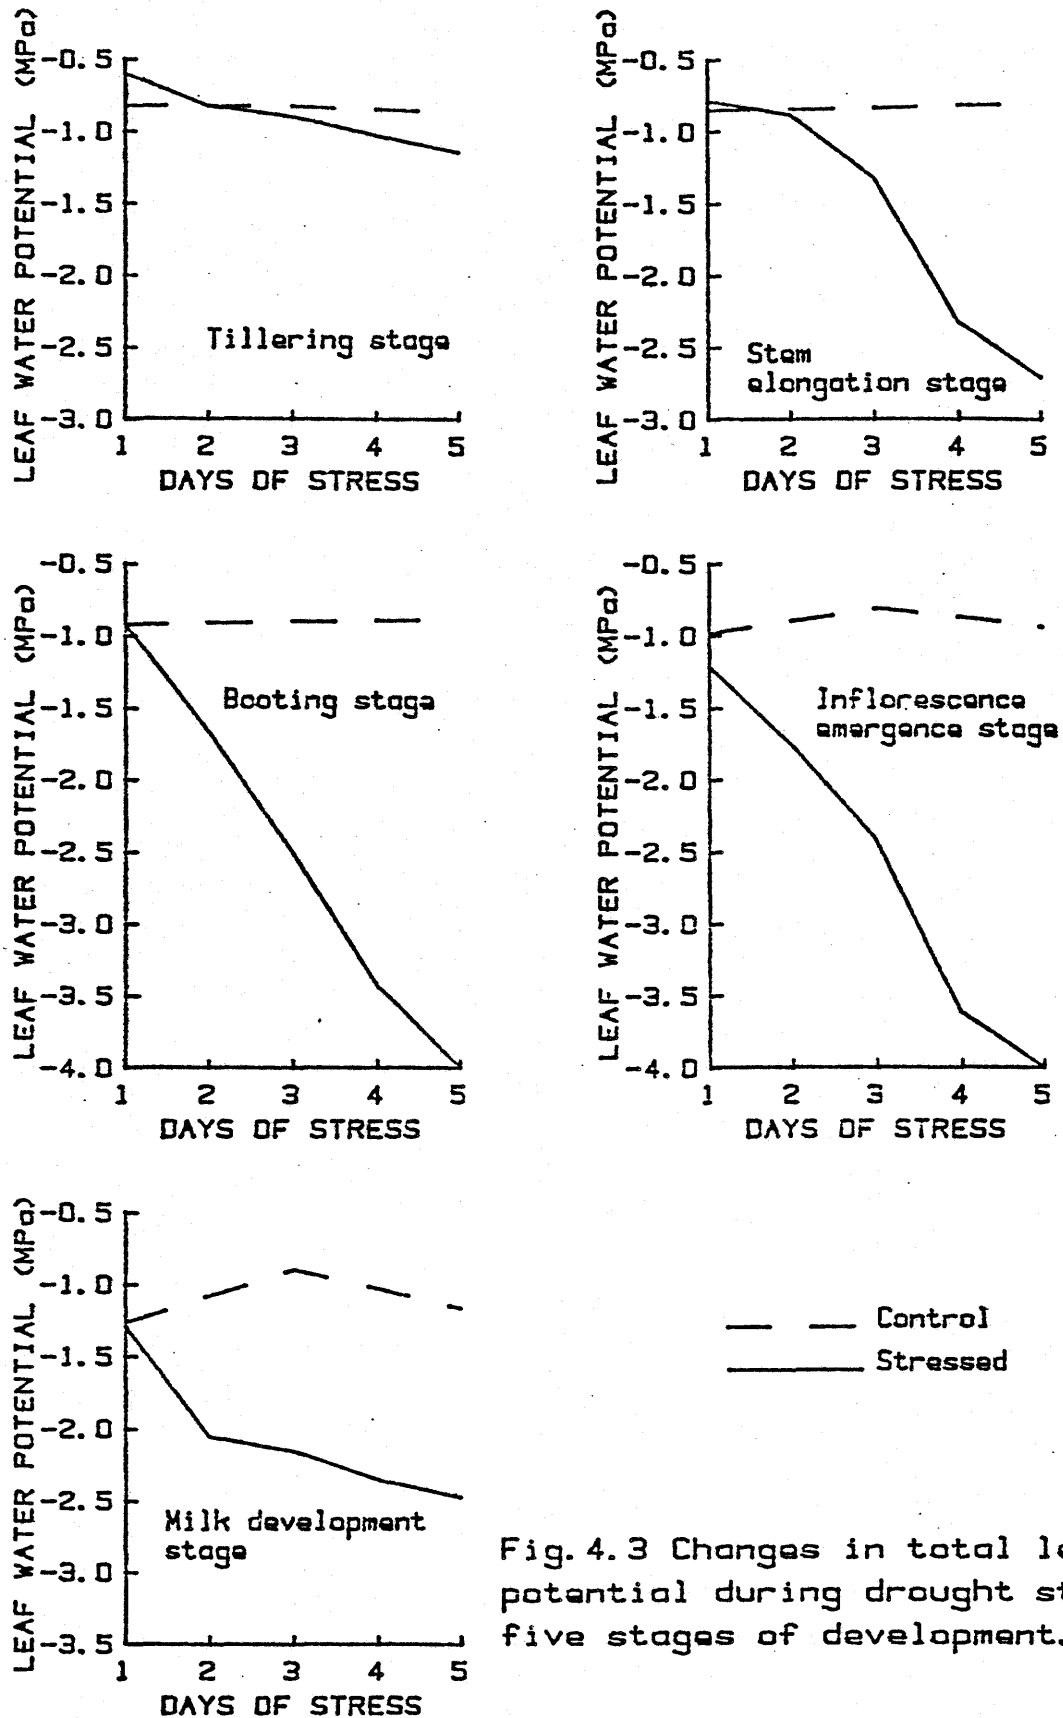 LEAF WATER POTENTIAL (MPa)
-0.5
-1.0
-1.5
-2.0
-2.5
-3.0
Tillering stage
1 2 3 4 5
DAYS OF STRESS
LEAF WATER POTENTIAL (MPa)
-0.5
-1.0
-1.5
-2.0
-2.5
-3.0
Stem
elongation stage
1 2 3 4 5
DAYS OF STRESS
LEAF WATER POTENTIAL (MPa)
-0.5
-1.0
-1.5
-2.0
-2.5
-3.0
-3.5
-4.0
Booting stage
1 2 3 4 5
DAYS OF STRESS
LEAF WATER POTENTIAL (MPa)
-0.5
-1.0
-1.5
-2.0
-2.5
-3.0
-3.5
-4.0
Inflorescence
emergence stage
1 2 3 4 5
DAYS OF STRESS
LEAF WATER POTENTIAL (MPa)
-0.5
-1.0
-1.5
-2.0
-2.5
-3.0
-3.5
Milk development
stage
1 2 3 4 5
DAYS OF STRESS
Control
Stressed
Fig.4.3 Changes in total
potential during drought
five stages of development.